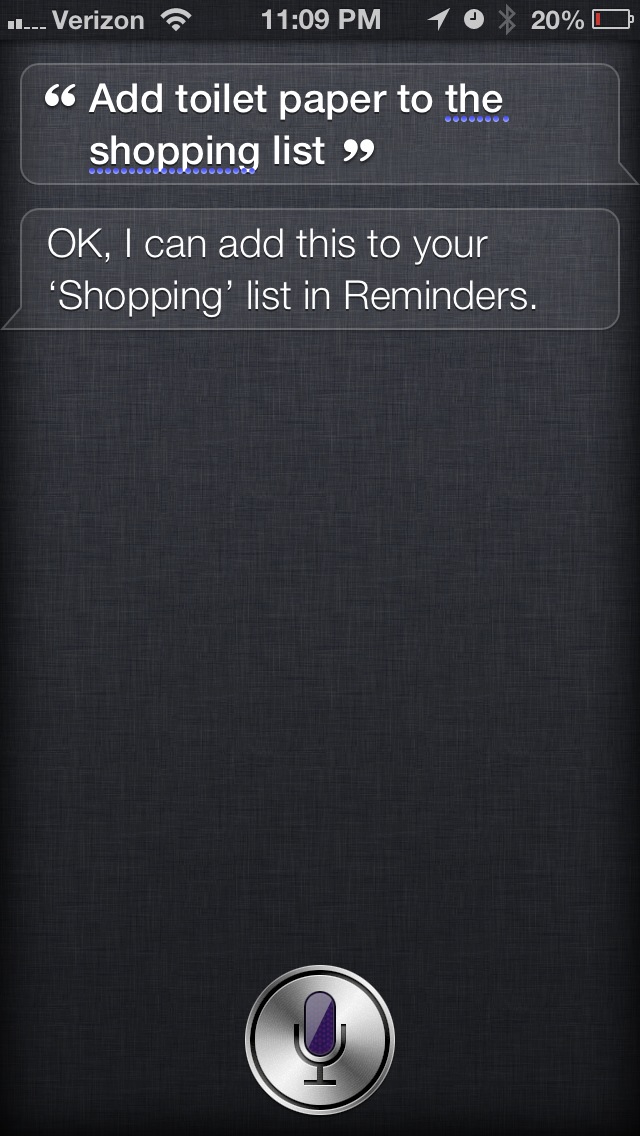 Verizon 11:09 PM 20%
“ Add toilet paper to the
shopping list ”
OK, I can add this to your
‘Shopping’ list in Reminders.